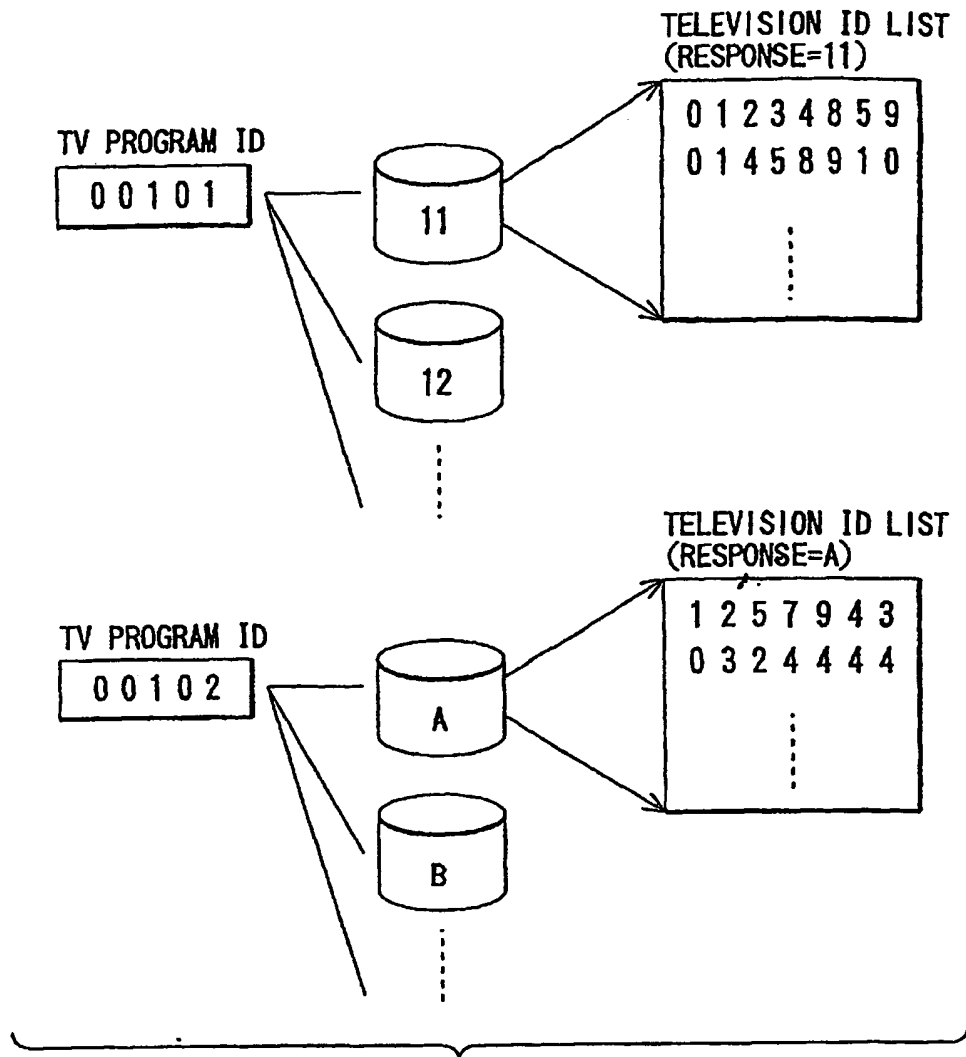 TELEVISION ID LIST
(RESPONSE=11)
0 1 2 3 4 8 5 9
0 1 4 5 8 9 1 0
TV PROGRAM ID
0 0 1 0 1
11
12
TELEVISION ID LIST
(RESPONSE=A)
1 2 5 7 9 4 3
0 3 2 4 4 4 4
TV PROGRAM ID
0 0 1 0 2
A
B